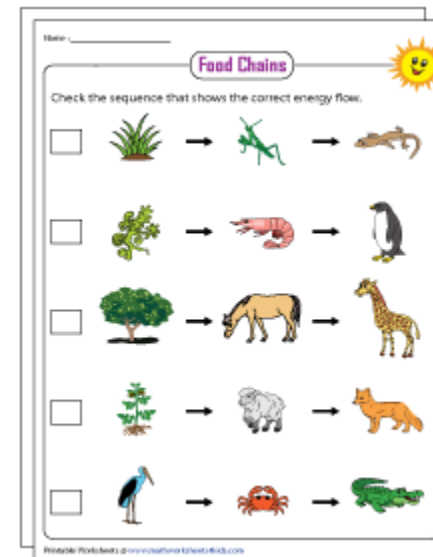 Name :
Food Chains
Check the sequence that shows the correct energy flow.
Printable Worksheets @ www.mathworksheets4kids.com